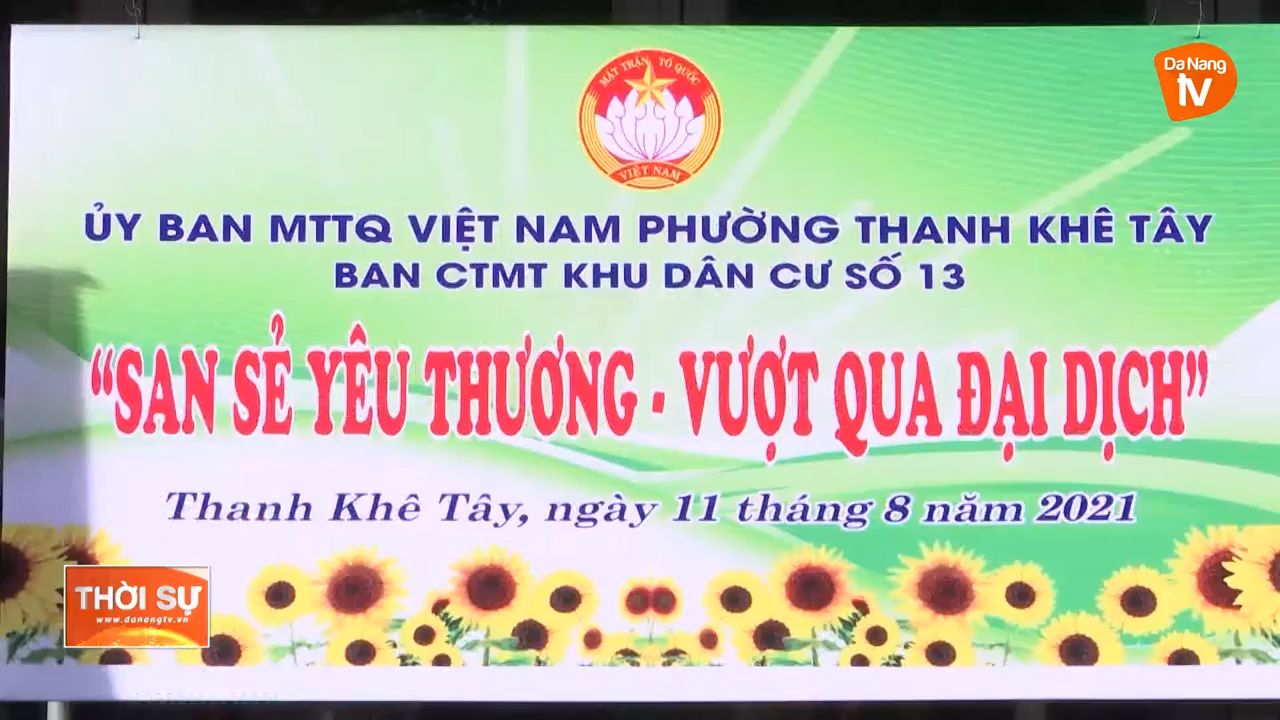 Da Nang
tv
MẶT TRẬN TỔ QUỐC
VIỆT NAM
ỦY BAN MTTQ VIỆT NAM PHƯỜNG THANH KHÊ TÂY
BAN CTMT KHU DÂN CƯ SỐ 13
“SAN SẺ YÊU THƯƠNG - VƯỢT QUA ĐẠI DỊCH”
Thanh Khê Tây, ngày 11 tháng 8 năm 2021
THỜI SỰ
www.danangtv.vn